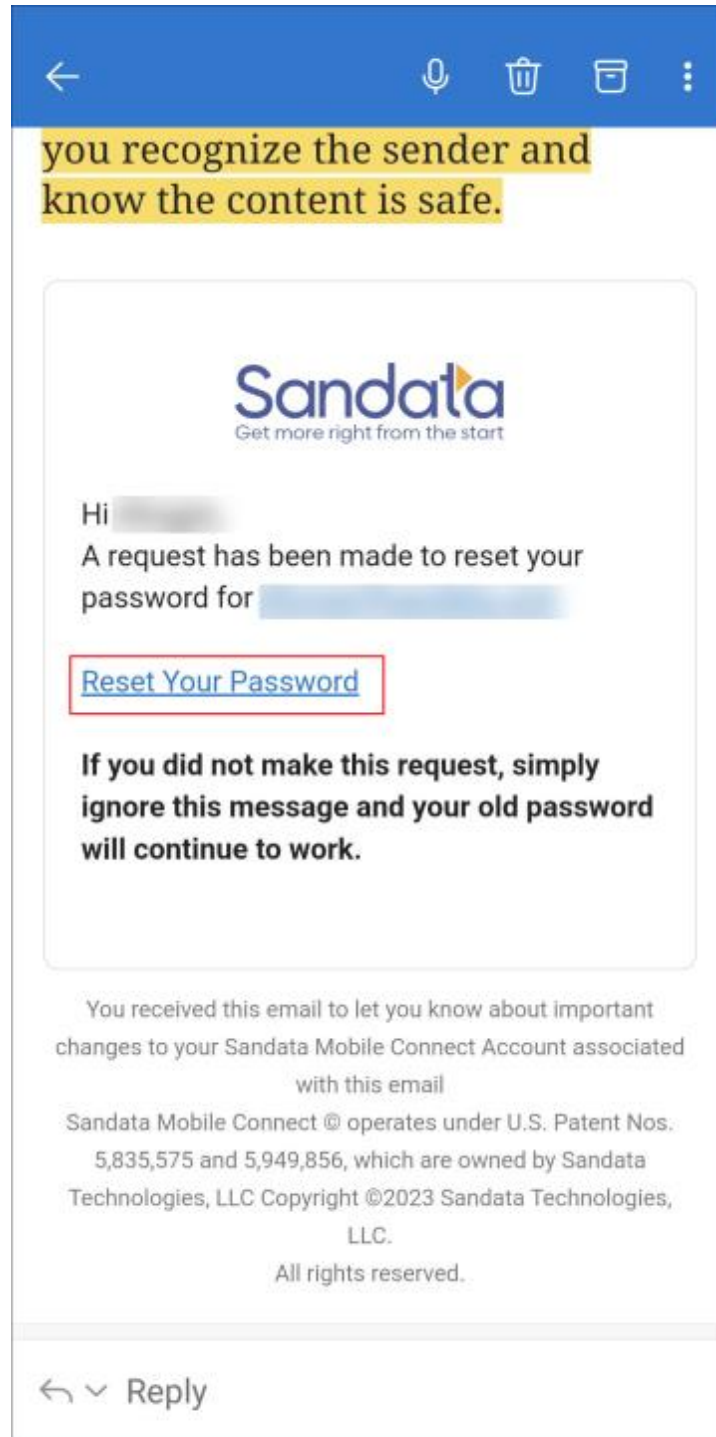 you recognize the sender and
know the content is safe.
Sandata
Get more right from the start
Hi
A request has been made to reset your
password for
Reset Your Password
If you did not make this request, simply
ignore this message and your old password
will continue to work.
You received this email to let you know about important
changes to your Sandata Mobile Connect Account associated
with this email
Sandata Mobile Connect © operates under U.S. Patent Nos.
5,835,575 and 5,949,856, which are owned by Sandata
Technologies, LLC Copyright ©2023 Sandata Technologies,
LLC.
All rights reserved.
Reply